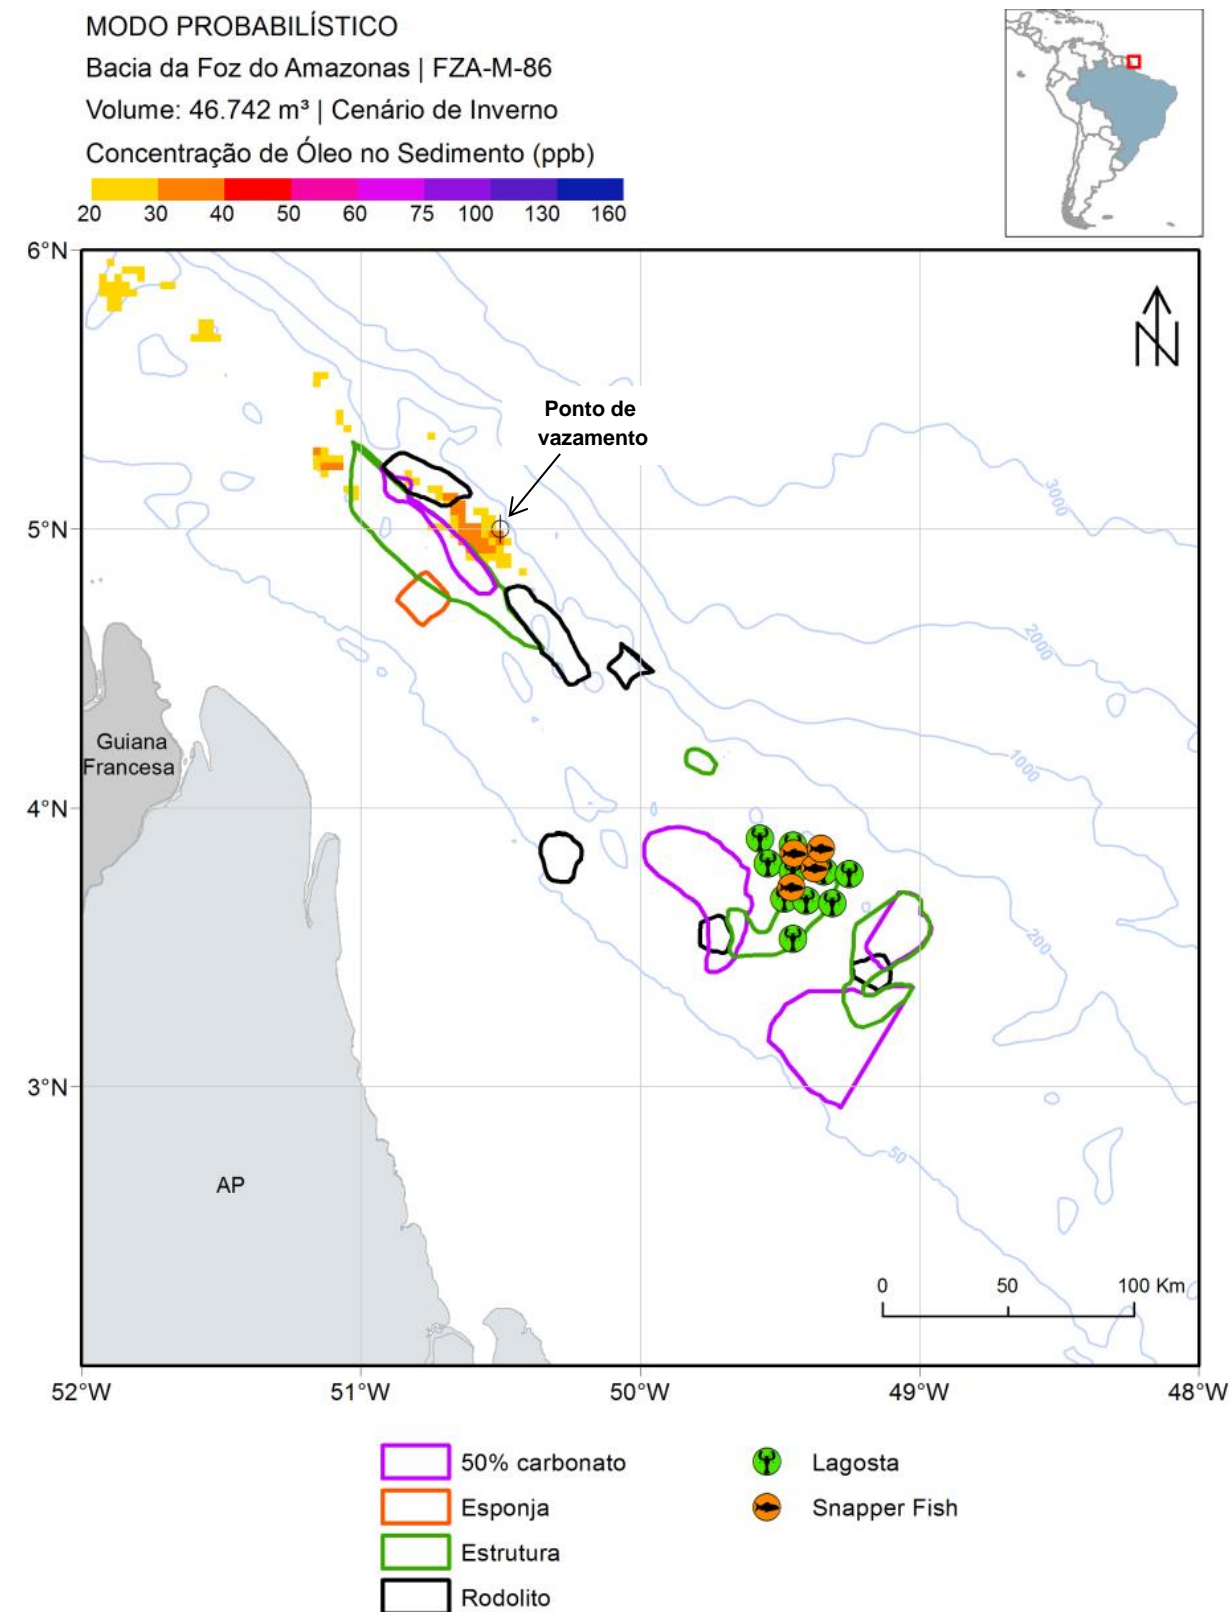 MODO PROBABILÍSTICO
Bacia da Foz do Amazonas | FZA-M-86
Volume: 46.742 m³ | Cenário de Inverno
Concentração de Óleo no Sedimento (ppb)
20 30 40 50 60 75 100 130 160
6°N
N
Ponto de
vazamento
3000
5°N
2000
Guiana
Francesa
1000
4°N
200
3°N
50
AP
0 50 100 Km
52°W 51°W 50°W 49°W 48°W
50% carbonato
Esponja
Estrutura
Rodolito
Lagosta
Snapper Fish